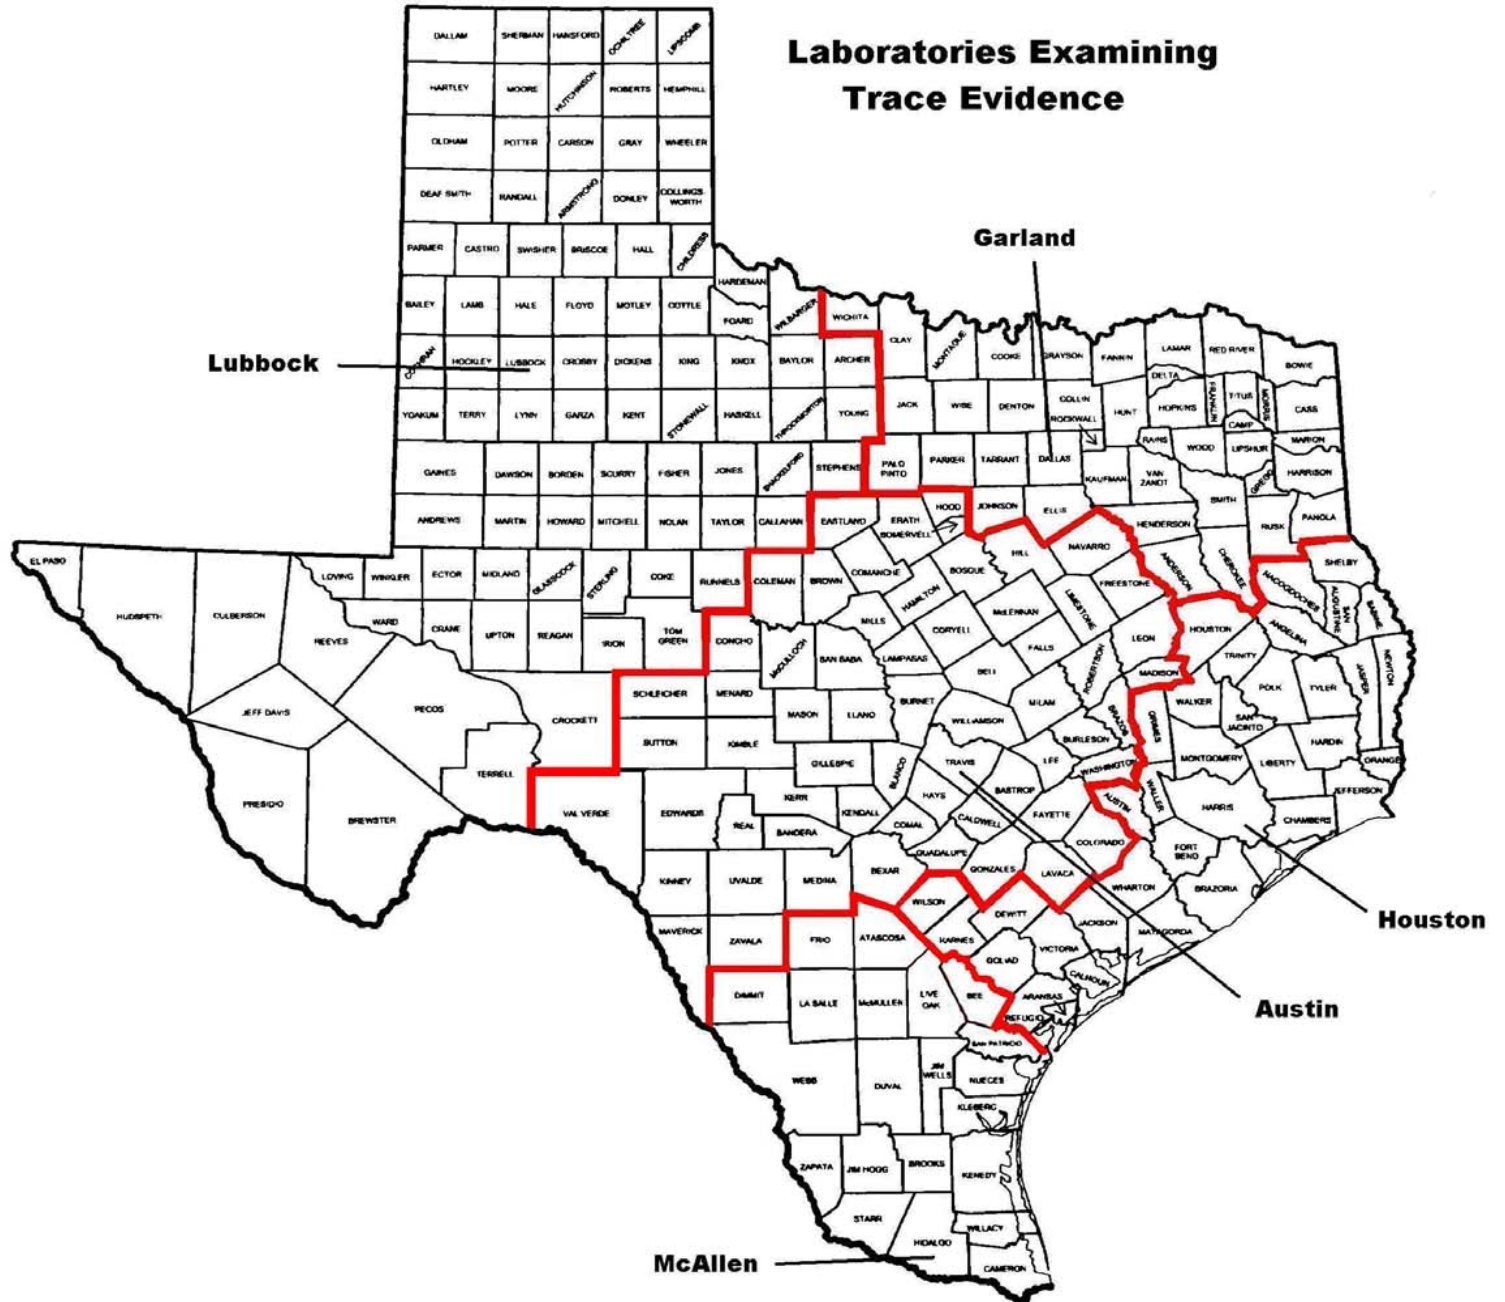 Laboratories Examining
Trace Evidence
DALLAM SHERMAN HANSFORD OCHILTREE LIPSCOMB
HARTLEY MOORE HUTCHINSON ROBERTS HEMPHILL
OLDHAM POTTER CARSON GRAY WHEELER
DEAF SMITH RANDALL ARMSTRONG DONLEY COLLINGS-
WORTH
Garland
PARMER CASTRO SWISHER BRISCOE HALL CHILDRESS
HARDEMAN
BAILEY LAMB HALE FLOYD MOTLEY COTTLE FOARD WILBARGER WICHITA
CLAY MONTAGUE COOKE GRAYSON FANNIN LAMAR RED RIVER BOWIE
Lubbock
COCHRAN HOCKLEY LUBBOCK CROSBY DICKENS KING KNOX BAYLOR ARCHER
DELTA
YOAKUM TERRY LYNN GARZA KENT STONEWALL HASKELL THROCKMORTON YOUNG JACK WISE DENTON COLLIN HUNT HOPKINS FRANKLIN TITUS MORRIS CASS
ROCKWALL CAMP
GAINES DAWSON BORDEN SCURRY FISHER JONES SHACKELFORD STEPHENS PALO
PINTO PARKER TARRANT DALLAS KAUFMAN RAINS VAN
ZANDT WOOD UPSHUR MARION
GREGG HARRISON
ANDREWS MARTIN HOWARD MITCHELL NOLAN TAYLOR CALLAHAN EASTLAND ERATH HOOD JOHNSON ELLIS HENDERSON SMITH RUSK PANOLA
SOMERVELL
EL PASO HUDSPETH CULBERSON REEVES
LOVING WINKLER ECTOR MIDLAND GLASSCOCK STERLING COKE RUNNELS COLEMAN BROWN COMANCHE BOSQUE HILL NAVARRO ANDERSON CHEROKEE NACOGDOCHES SHELBY
HAMILTON McLENNAN LIMESTONE FREESTONE SAN
AUGUSTINE SABINE
WARD CRANE UPTON REAGAN IRION TOM
GREEN CONCHO McCULLOCH SAN SABA MILLS LAMPASAS CORYELL FALLS LEON HOUSTON ANGELINA
TRINITY
BELL ROBERTSON MADISON
JEFF DAVIS PECOS CROCKETT SCHLEICHER MENARD MASON LLANO BURNET WILLIAMSON MILAM BRAZOS GRIMES WALKER SAN
JACINTO POLK TYLER JASPER NEWTON
TERRELL SUTTON KIMBLE GILLESPIE BLANCO TRAVIS LEE BURLESON WASHINGTON MONTGOMERY LIBERTY HARDIN ORANGE
PRESIDIO BREWSTER VAL VERDE EDWARDS REAL KERR KENDALL HAYS BASTROP FAYETTE AUSTIN WALLER HARRIS JEFFERSON
BANDERA COMAL CALDWELL COLORADO CHAMBERS
KINNEY UVALDE MEDINA BEXAR GUADALUPE GONZALES LAVACA WHARTON FORT
BEND BRAZORIA
Houston
MAVERICK ZAVALA FRIO ATASCOSA WILSON KARNES DEWITT JACKSON MATAGORDA
GOLIAD VICTORIA CALHOUN
DIMMIT LA SALLE McMULLEN LIVE
OAK BEE ARANSAS
REFUGIO
Austin
SAN PATRICIO
WEBB DUVAL JIM
WELLS NUECES
KLEBERG
ZAPATA JIM HOGG BROOKS KENEDY
STARR HIDALGO WILLACY
McAllen
CAMERON